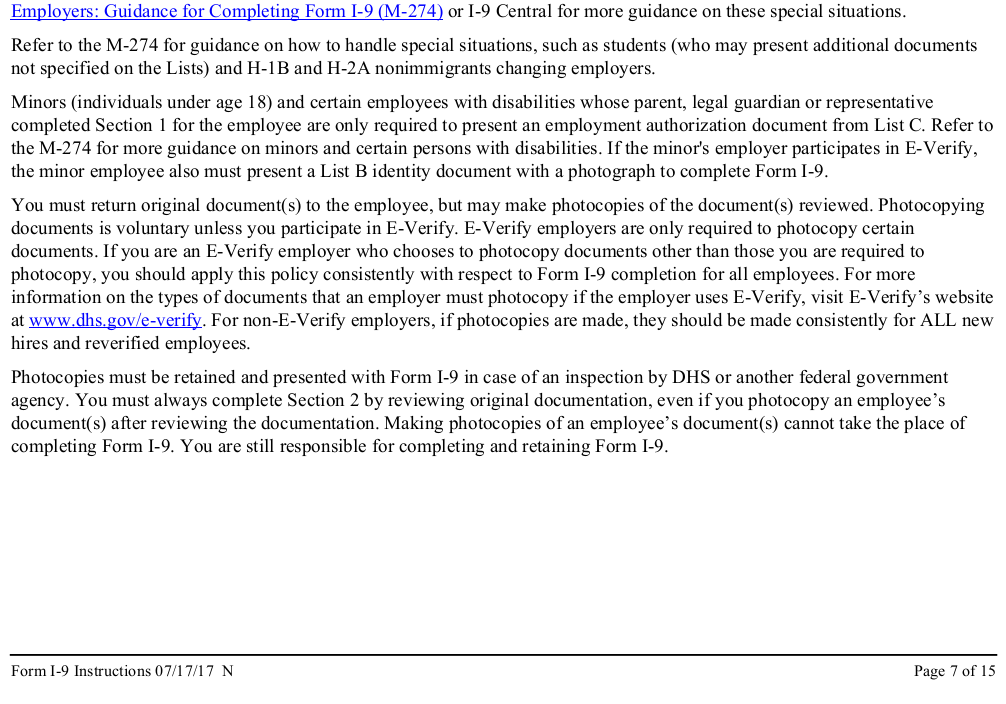 Employers: Guidance for Completing Form I-9 (M-274) or I-9 Central for more guidance on these special situations.
Refer to the M-274 for guidance on how to handle special situations, such as students (who may present additional documents
not specified on the Lists) and H-1B and H-2A nonimmigrants changing employers.
Minors (individuals under age 18) and certain employees with disabilities whose parent, legal guardian or representative
completed Section 1 for the employee are only required to present an employment authorization document from List C. Refer to
the M-274 for more guidance on minors and certain persons with disabilities. If the minor's employer participates in E-Verify,
the minor employee also must present a List B identity document with a photograph to complete Form I-9.
You must return original document(s) to the employee, but may make photocopies of the document(s) reviewed. Photocopying
documents is voluntary unless you participate in E-Verify. E-Verify employers are only required to photocopy certain
documents. If you are an E-Verify employer who chooses to photocopy documents other than those you are required to
photocopy, you should apply this policy consistently with respect to Form I-9 completion for all employees. For more
information on the types of documents that an employer must photocopy if the employer uses E-Verify, visit E-Verify’s website
at www.dhs.gov/e-verify. For non-E-Verify employers, if photocopies are made, they should be made consistently for ALL new
hires and reverified employees.
Photocopies must be retained and presented with Form I-9 in case of an inspection by DHS or another federal government
agency. You must always complete Section 2 by reviewing original documentation, even if you photocopy an employee’s
document(s) after reviewing the documentation. Making photocopies of an employee’s document(s) cannot take the place of
completing Form I-9. You are still responsible for completing and retaining Form I-9.
Form I-9 Instructions 07/17/17 N
Page 7 of 15